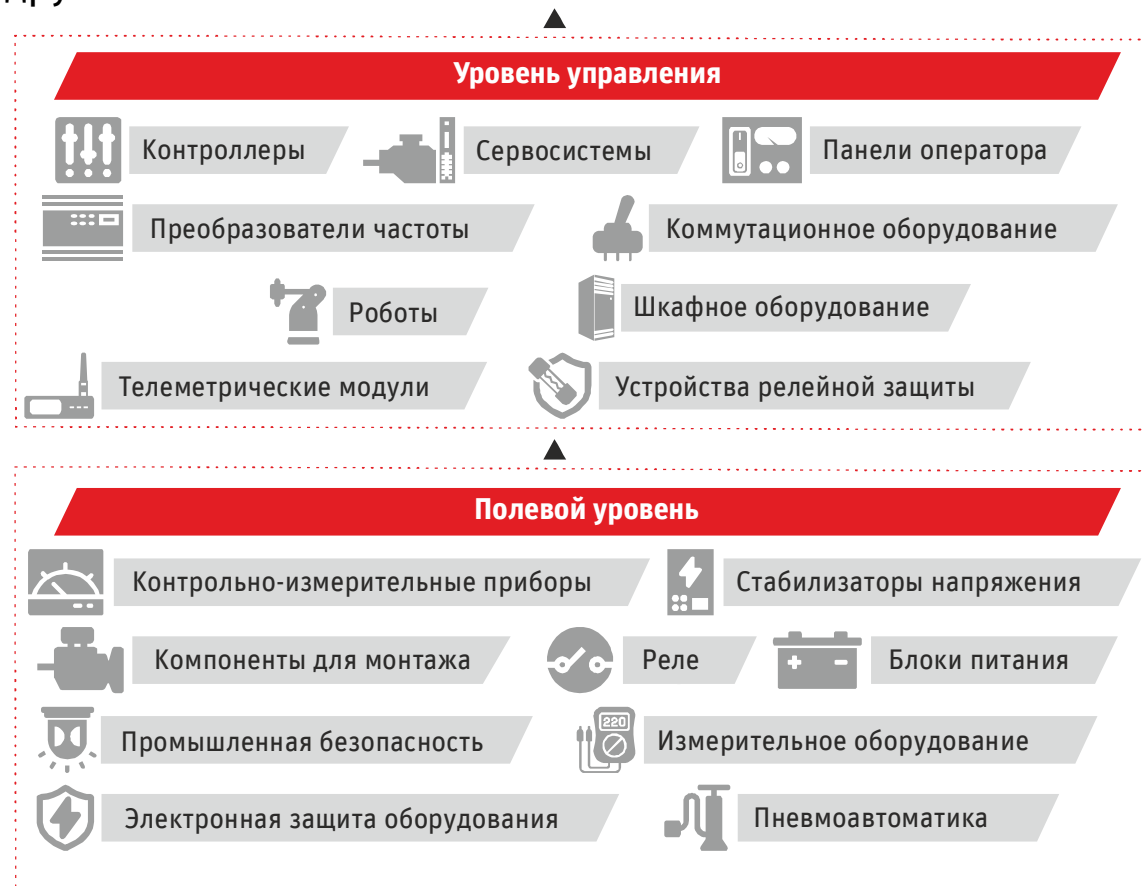 Уровень управления
Контроллеры
Сервосистемы
Панели оператора
Преобразователи частоты
Коммутационное оборудование
Роботы
Шкафное оборудование
Телеметрические модули
Устройства релейной защиты
Полевой уровень
Контрольно-измерительные приборы
Стабилизаторы напряжения
Компоненты для монтажа
Реле
Блоки питания
Промышленная безопасность
220
Измерительное оборудование
Электронная защита оборудования
Пневмоавтоматика